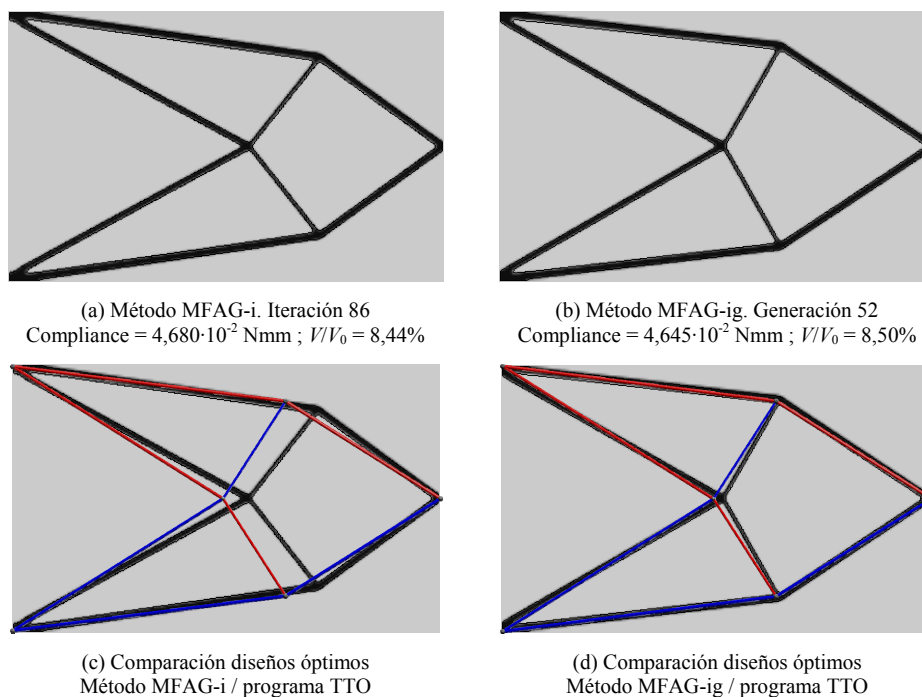 (a) Método MFAG-i. Iteración 86
Compliance = 4,680·10⁻² Nmm ; V/V₀ = 8,44%
(b) Método MFAG-ig. Generación 52
Compliance = 4,645·10⁻² Nmm ; V/V₀ = 8,50%
(c) Comparación diseños óptimos
Método MFAG-i / programa TTO
(d) Comparación diseños óptimos
Método MFAG-ig / programa TTO